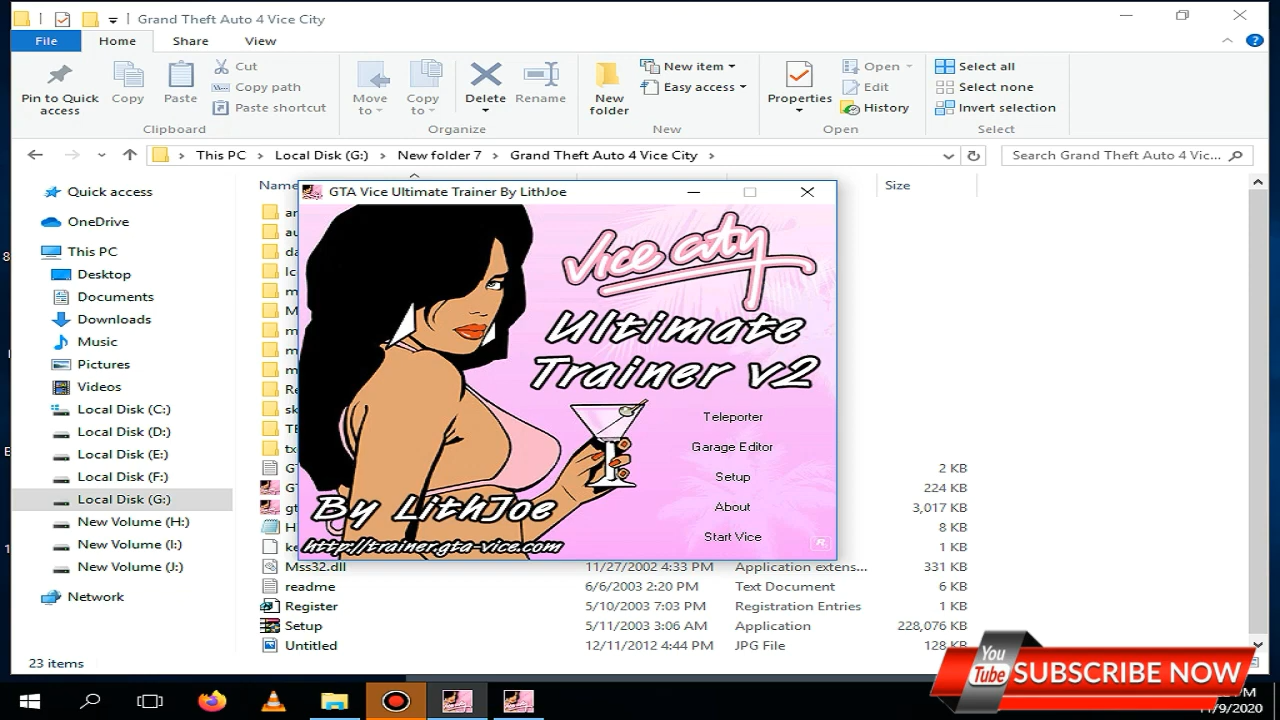 Grand Theft Auto 4 Vice City
File Home Share View
Pin to Quick access
Copy
Paste
Cut
Copy path
Paste shortcut
Clipboard
Move to
Copy to
Delete
Rename
Organize
New folder
New item
Easy access
New
Properties
Open
Edit
History
Open
Select all
Select none
Invert selection
Select
This PC > Local Disk (G:) > New folder 7 > Grand Theft Auto 4 Vice City >
Search Grand Theft Auto 4 Vic...
Quick access
OneDrive
This PC
Desktop
Documents
Downloads
Music
Pictures
Videos
Local Disk (C:)
Local Disk (D:)
Local Disk (E:)
Local Disk (F:)
Local Disk (G:)
New Volume (H:)
New Volume (I:)
New Volume (J:)
Network
Size
GTA Vice Ultimate Trainer By LithJoe
Vice City
Ultimate
Trainer v2
Teleporter
Garage Editor
Setup
About
Start Vice
By LithJoe
http://trainer.gta-vice.com
2 KB
224 KB
3,017 KB
8 KB
1 KB
Mss32.dll 11/27/2002 4:33 PM Application extens... 331 KB
readme 6/6/2003 2:20 PM Text Document 6 KB
Register 5/10/2003 7:03 PM Registration Entries 1 KB
Setup 5/11/2003 3:06 AM Application 228,076 KB
Untitled 12/11/2012 4:44 PM JPG File 128 KB
23 items
You Tube SUBSCRIBE NOW